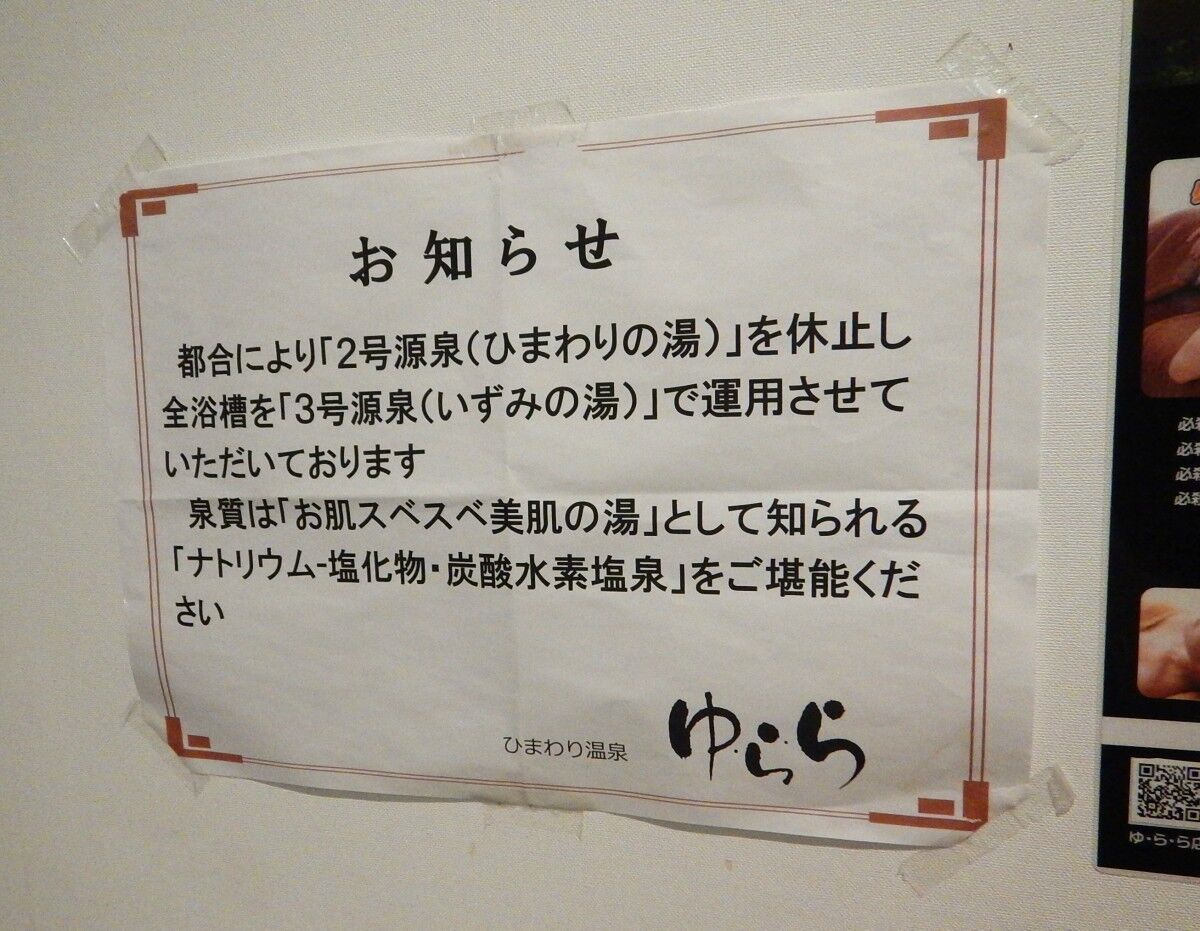 お知らせ
都合により「2号源泉(ひまわりの湯)」を休止し
全浴槽を「3号源泉(いずみの湯)」で運用させて
いただいております
泉質は「お肌スベスベ美肌の湯」として知られる
「ナトリウム-塩化物・炭酸水素塩泉」をご堪能くだ
さい
ひまわり温泉 ゆ・ら・ら
ゆ・ら・ら店